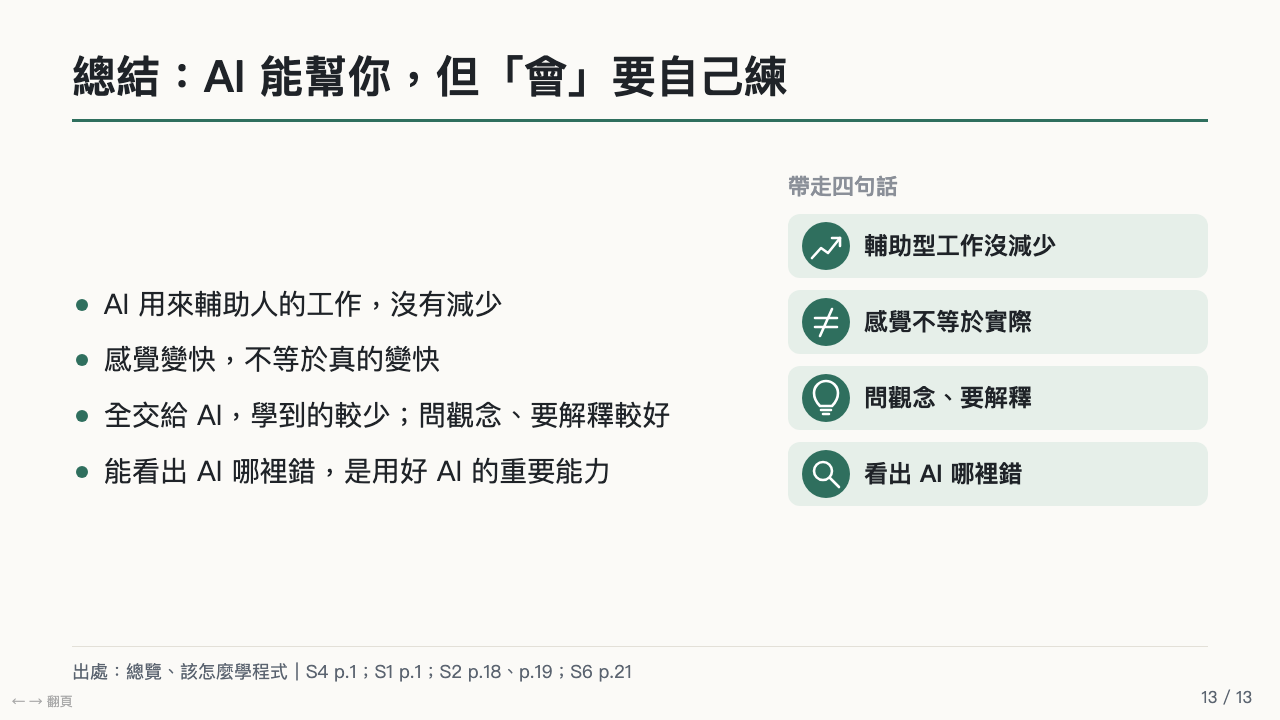 總結：AI 能幫你，但「會」要自己練
AI 用來輔助人的工作，沒有減少
感覺變快，不等於真的變快
全交給 AI，學到的較少；問觀念、要解釋較好
能看出 AI 哪裡錯，是用好 AI 的重要能力
帶走四句話
輔助型工作沒減少
≠ 感覺不等於實際
問觀念、要解釋
看出 AI 哪裡錯
出處：總覽、該怎麼學程式｜S4 p.1；S1 p.1；S2 p.18、p.19；S6 p.21
← → 翻頁
13 / 13